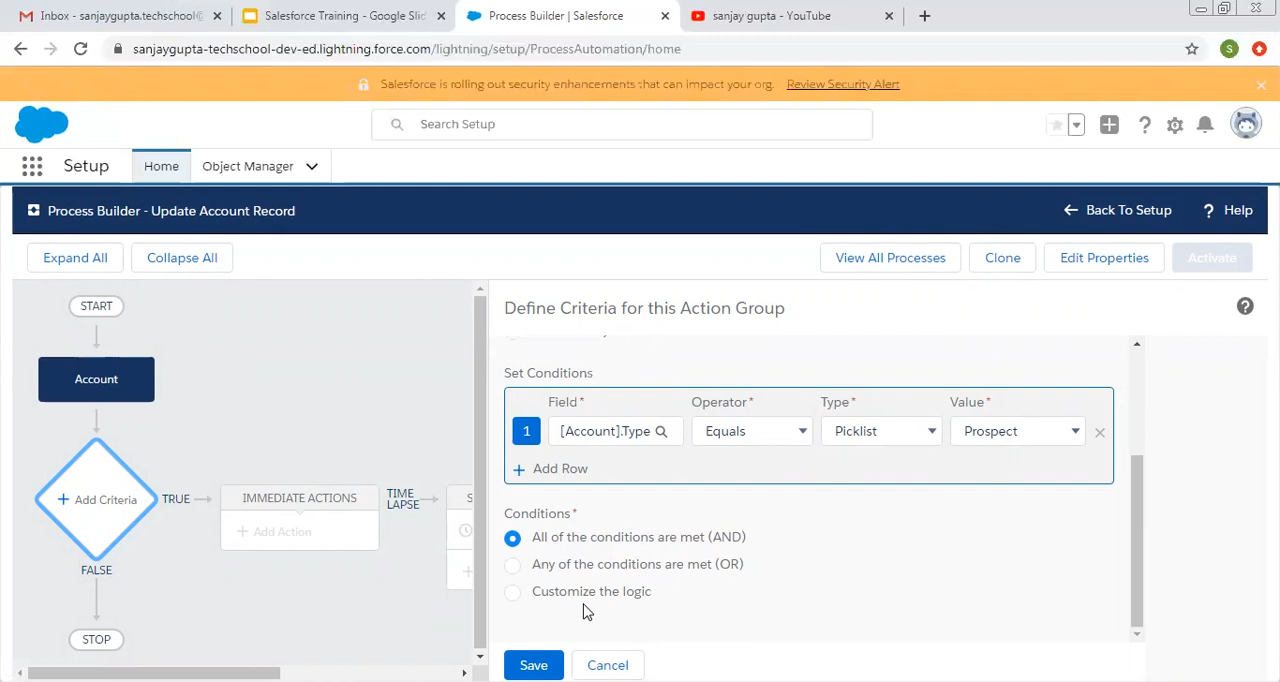 Inbox - sanjaygupta.techschool@
Salesforce Training - Google Slid
Process Builder | Salesforce
sanjay gupta - YouTube
sanjaygupta-techschool-dev-ed.lightning.force.com/lightning/setup/ProcessAutomation/home
S
Salesforce is rolling out security enhancements that can impact your org. Review Security Alert
Search Setup
Setup
Home
Object Manager
Process Builder - Update Account Record
Back To Setup
? Help
Expand All
Collapse All
View All Processes
Clone
Edit Properties
Activate
START
Account
+ Add Criteria
TRUE
IMMEDIATE ACTIONS
+ Add Action
TIME
LAPSE
S
FALSE
STOP
Define Criteria for this Action Group
Set Conditions
Field*
Operator*
Type*
Value*
1
[Account].Type
Equals
Picklist
Prospect
+ Add Row
Conditions*
All of the conditions are met (AND)
Any of the conditions are met (OR)
Customize the logic
Save
Cancel